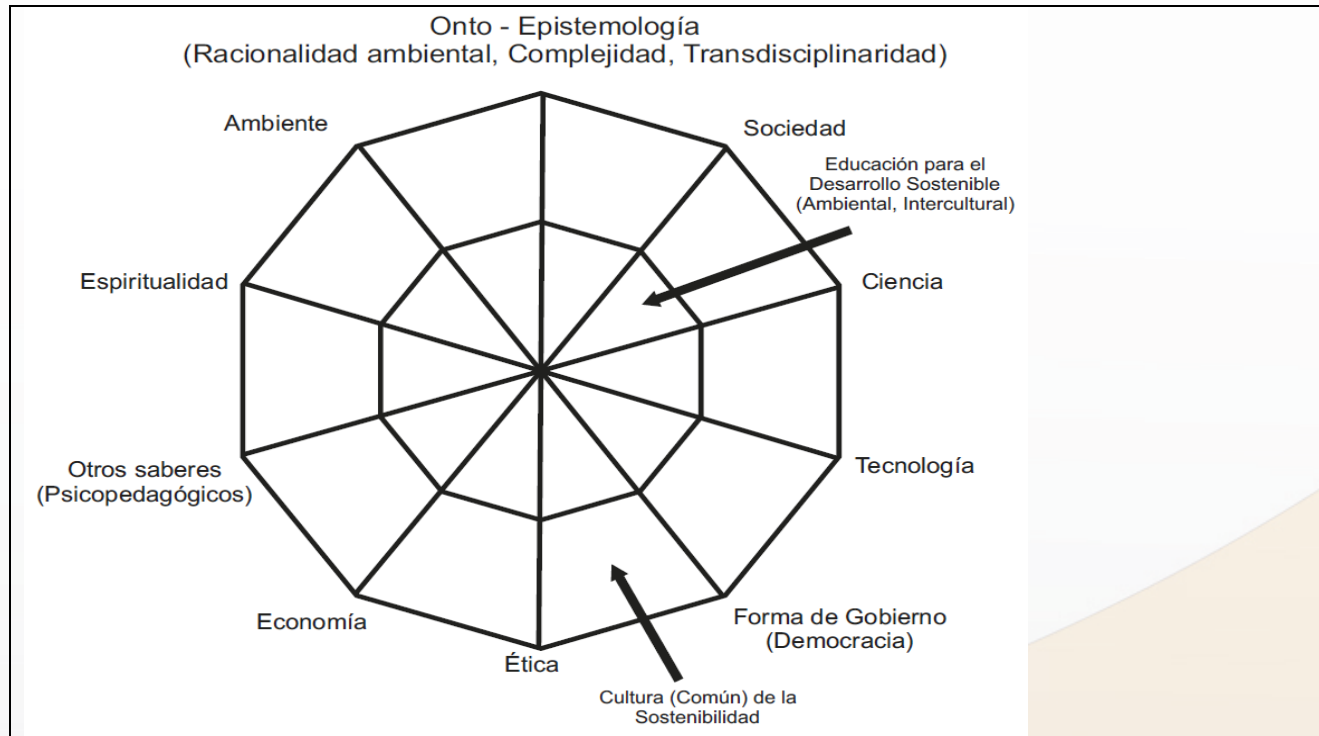 Onto - Epistemología
(Racionalidad ambiental, Complejidad, Transdisciplinaridad)
Ambiente
Sociedad
Educación para el
Desarrollo Sostenible
(Ambiental, Intercultural)
Espiritualidad
Ciencia
Otros saberes
(Psicopedagógicos)
Tecnología
Economía
Forma de Gobierno
(Democracia)
Ética
Cultura (Común) de la
Sostenibilidad